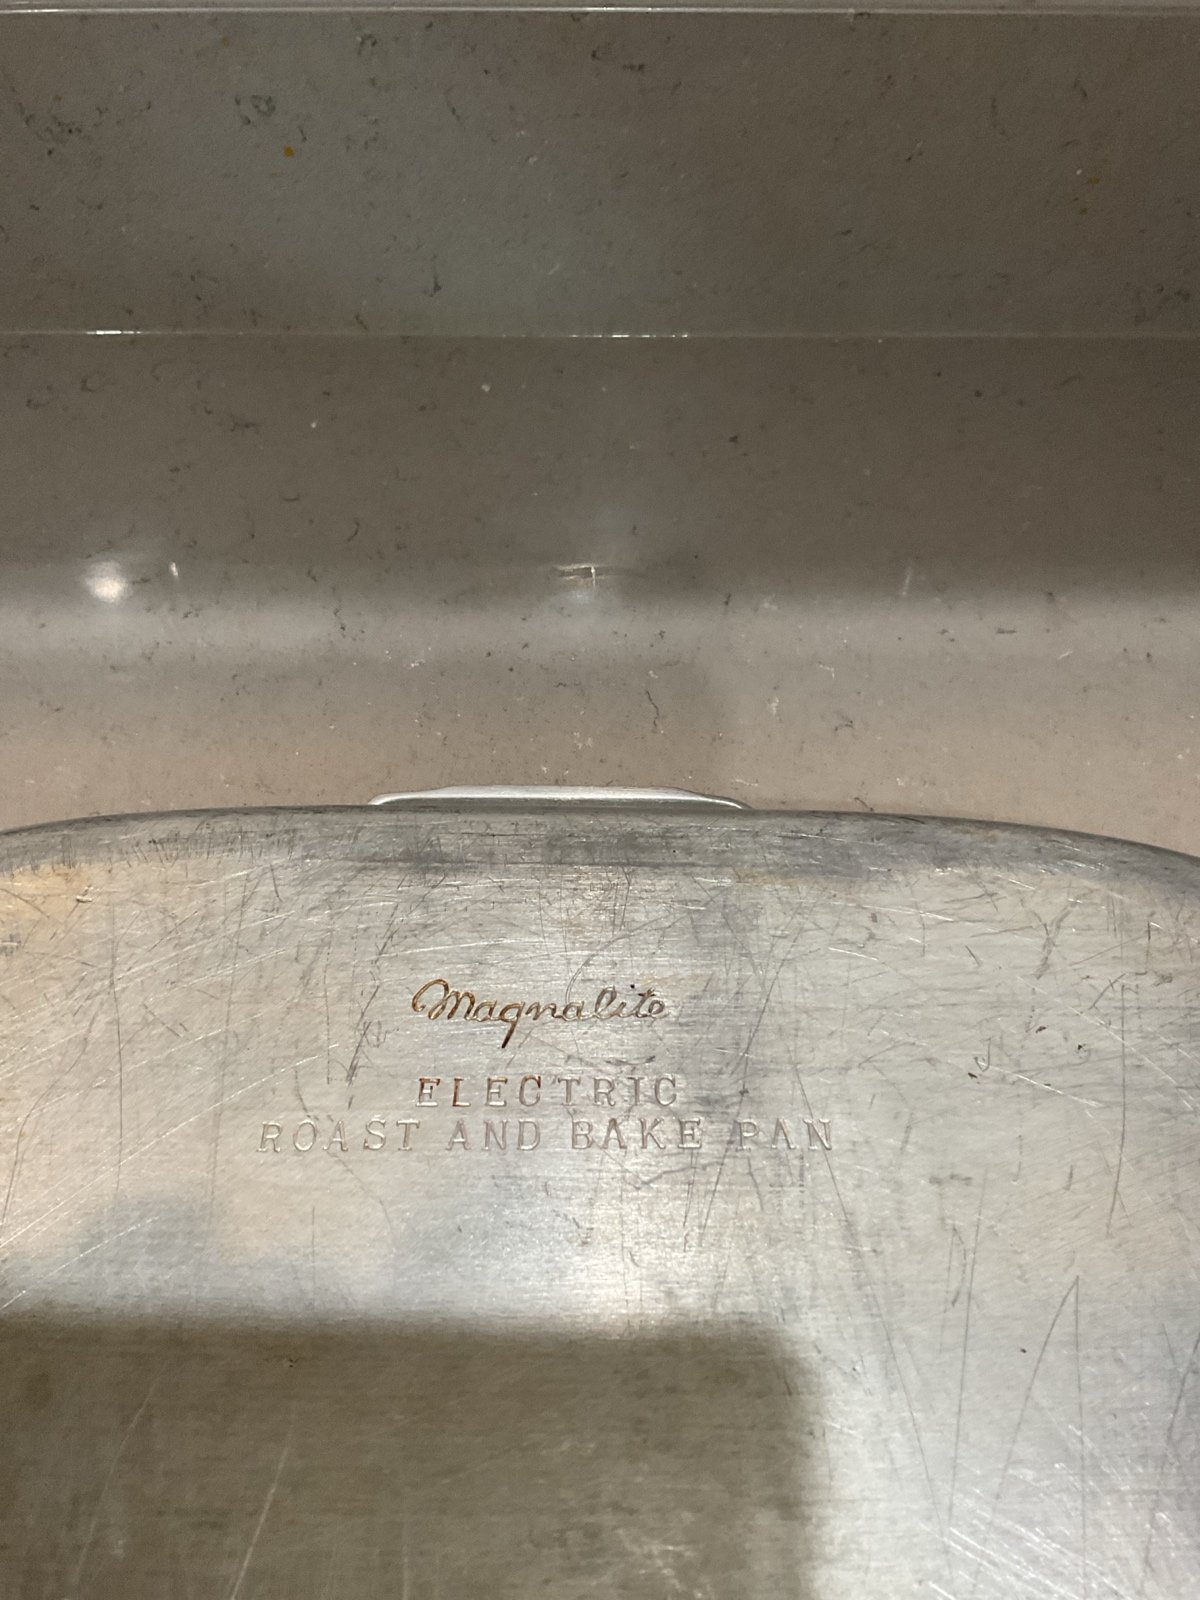 Magnalite
ELECTRIC
ROAST AND BAKE PAN